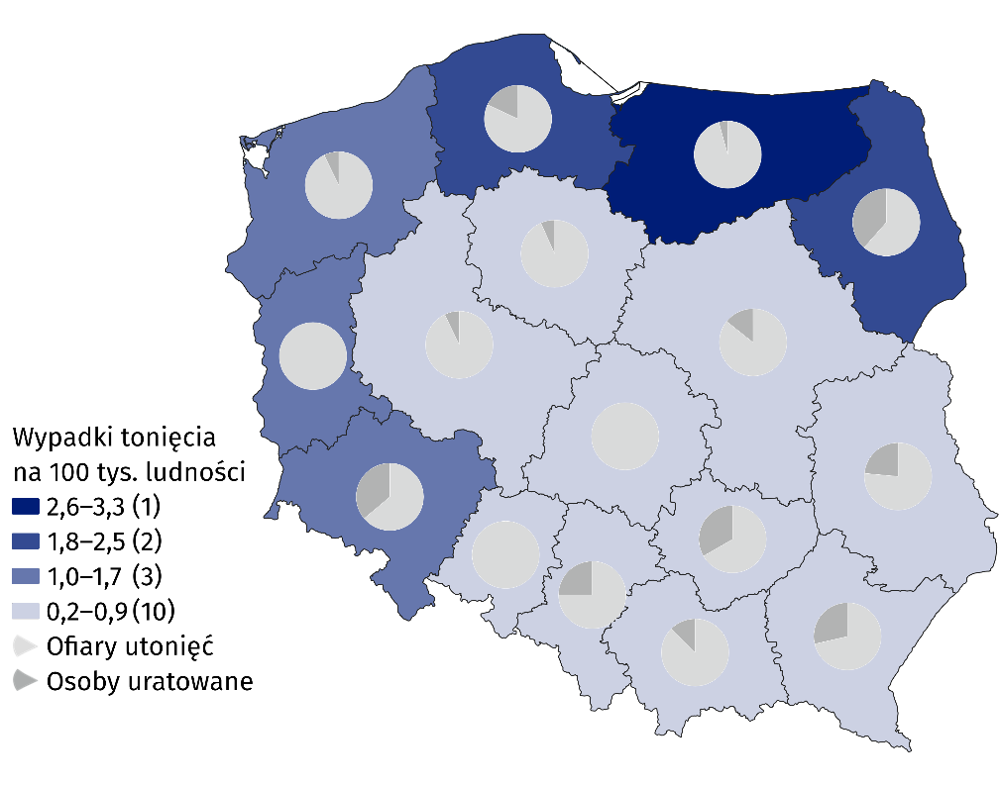 Wypadki tonięcia
na 100 tys. ludności
2,6–3,3 (1)
1,8–2,5 (2)
1,0–1,7 (3)
0,2–0,9 (10)
Ofiary utonięć
Osoby uratowane